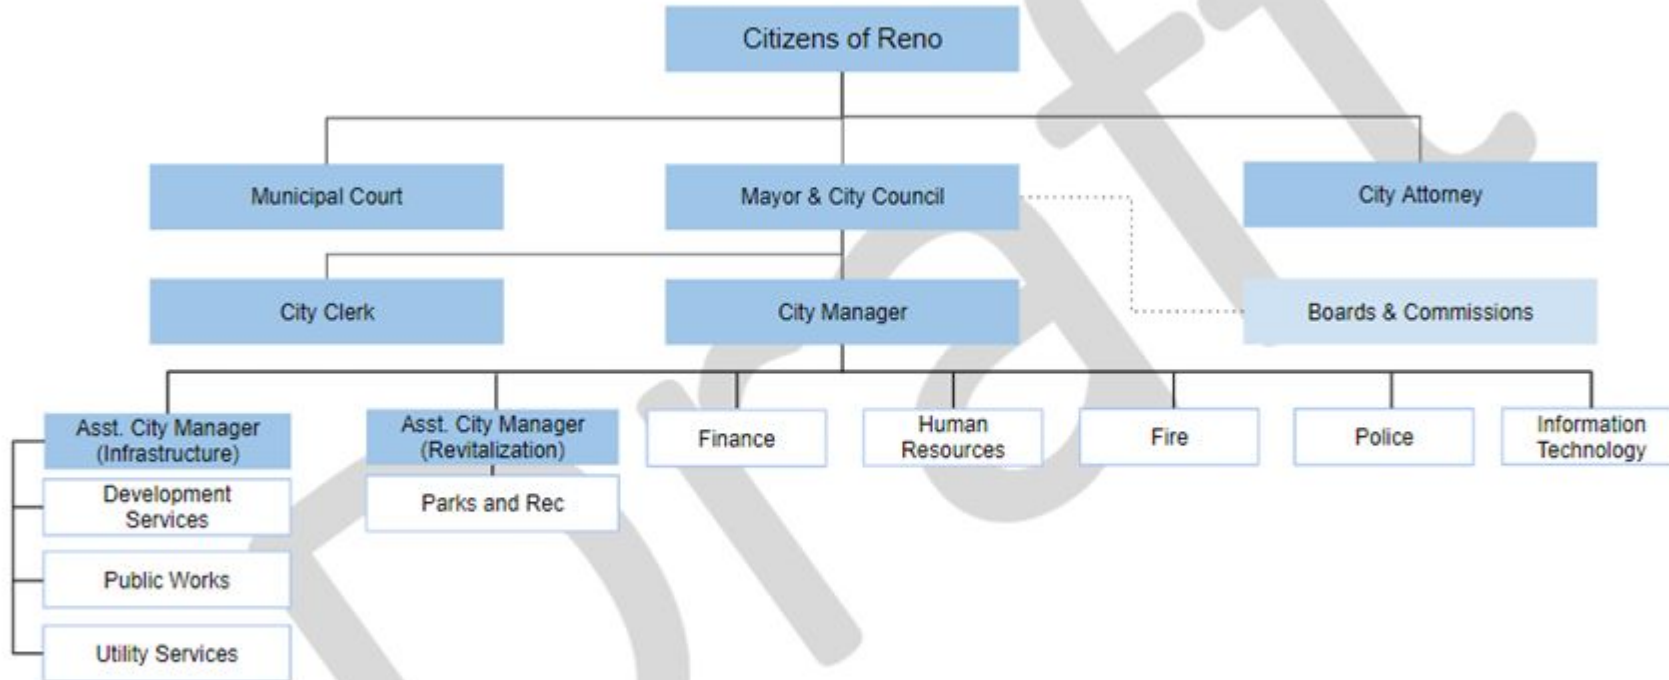 Citizens of Reno
Municipal Court
Mayor & City Council
City Attorney
City Clerk
City Manager
Boards & Commissions
Asst. City Manager
(Infrastructure)
Asst. City Manager
(Revitalization)
Finance
Human
Resources
Fire
Police
Information
Technology
Development
Services
Parks and Rec
Public Works
Utility Services
Draft